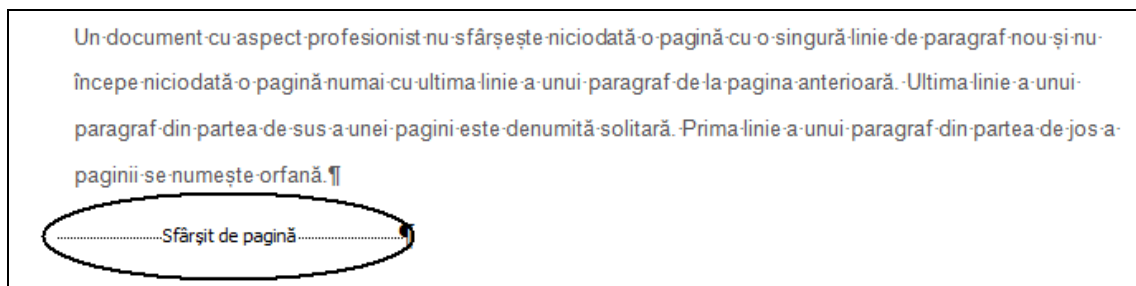 Un·document·cu·aspect·profesionist·nu·sfârșește·niciodată·o·pagină·cu·o·singură·linie·de·paragraf·nou·și·nu·
începe·niciodată·o·pagină·numai·cu·ultima·linie·a·unui·paragraf·de·la·pagina·anterioară.·Ultima·linie·a·unui·
paragraf·din·partea·de·sus·a·unei·pagini·este·denumită·solitară.·Prima·linie·a·unui·paragraf·din·partea·de·jos·a·
paginii·se·numește·orfană.¶
Sfârşit de pagină¶